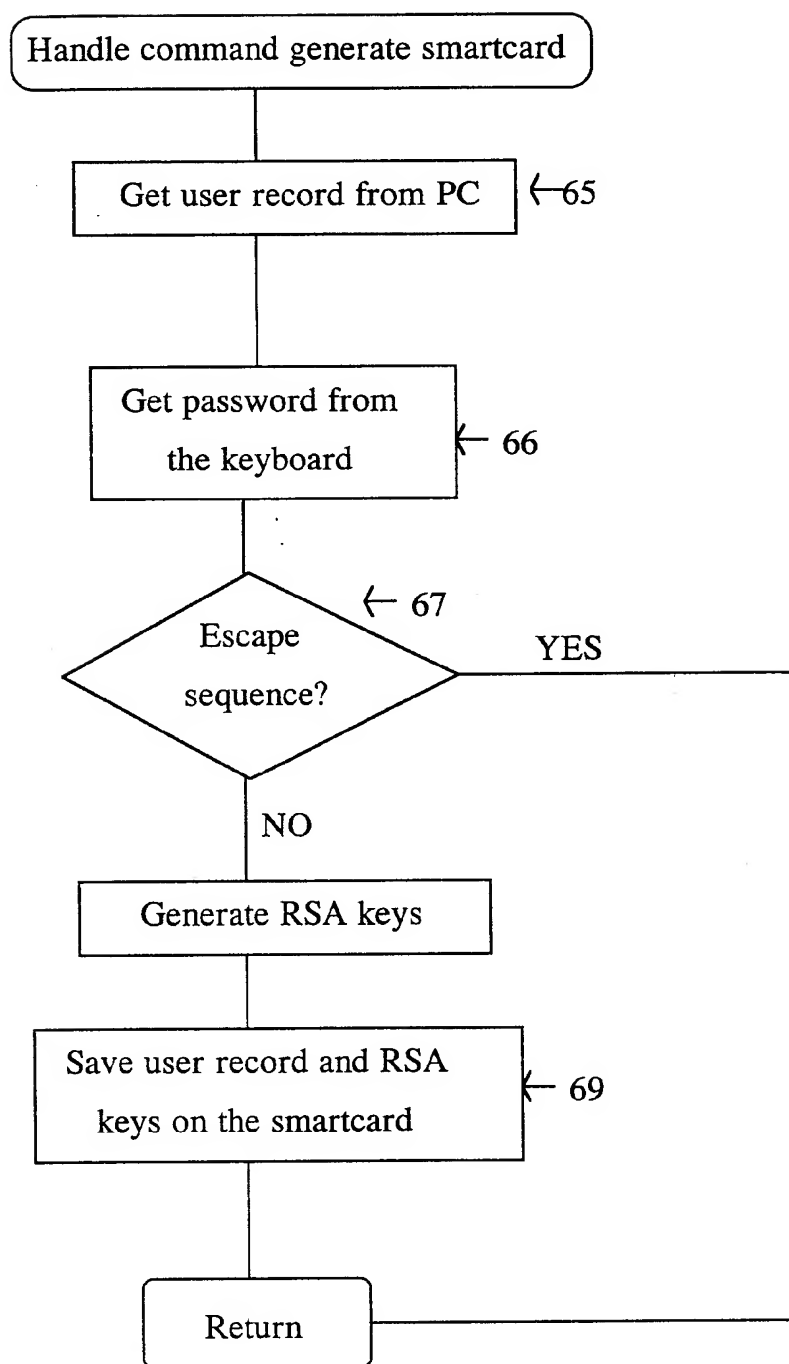 Handle command generate smartcard
Get user record from PC
←65
Get password from
the keyboard
← 66
← 67
Escape
sequence?
YES
NO
Generate RSA keys
Save user record and RSA
keys on the smartcard
← 69
Return